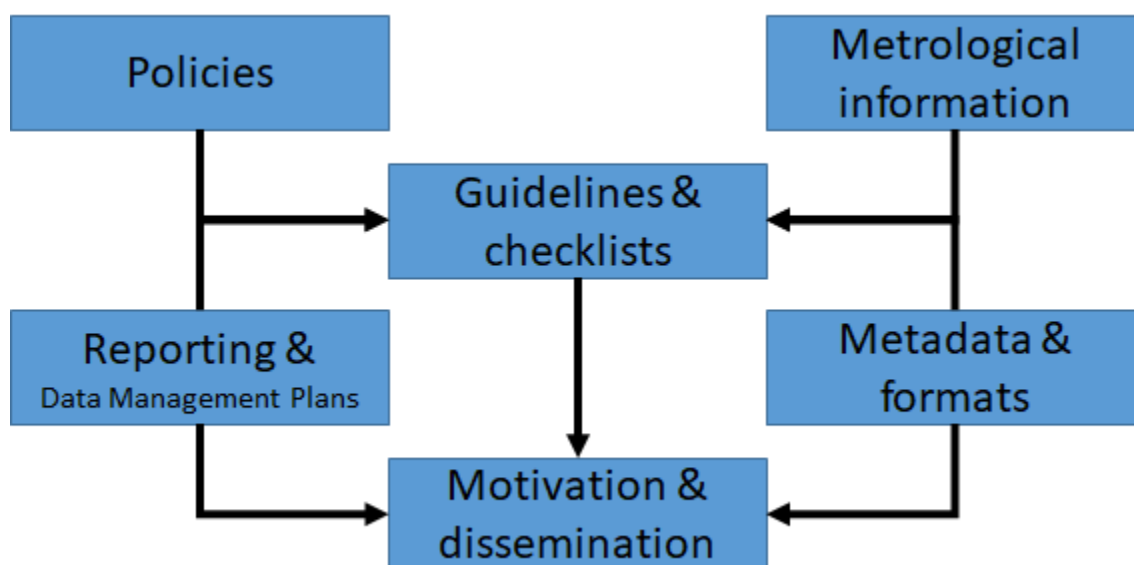 Policies
Metrological
information
Guidelines &
checklists
Reporting &
Data Management Plans
Metadata &
formats
Motivation &
dissemination